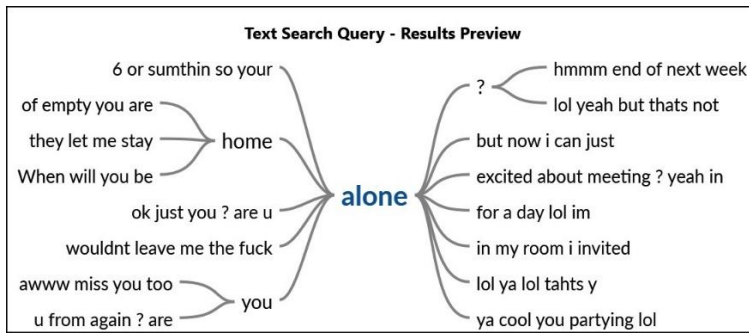 Text Search Query - Results Preview
6 or sumthin so your
of empty you are
they let me stay
When will you be
home
ok just you ? are u
wouldnt leave me the fuck
awww miss you too
u from again ? are
you
alone
?
hmmm end of next week
lol yeah but thats not
but now i can just
excited about meeting ? yeah in
for a day lol im
in my room i invited
lol ya lol tahts y
ya cool you partying lol